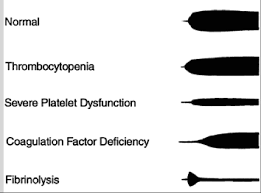 Normal
Thrombocytopenia
Severe Platelet Dysfunction
Coagulation Factor Deficiency
Fibrinolysis